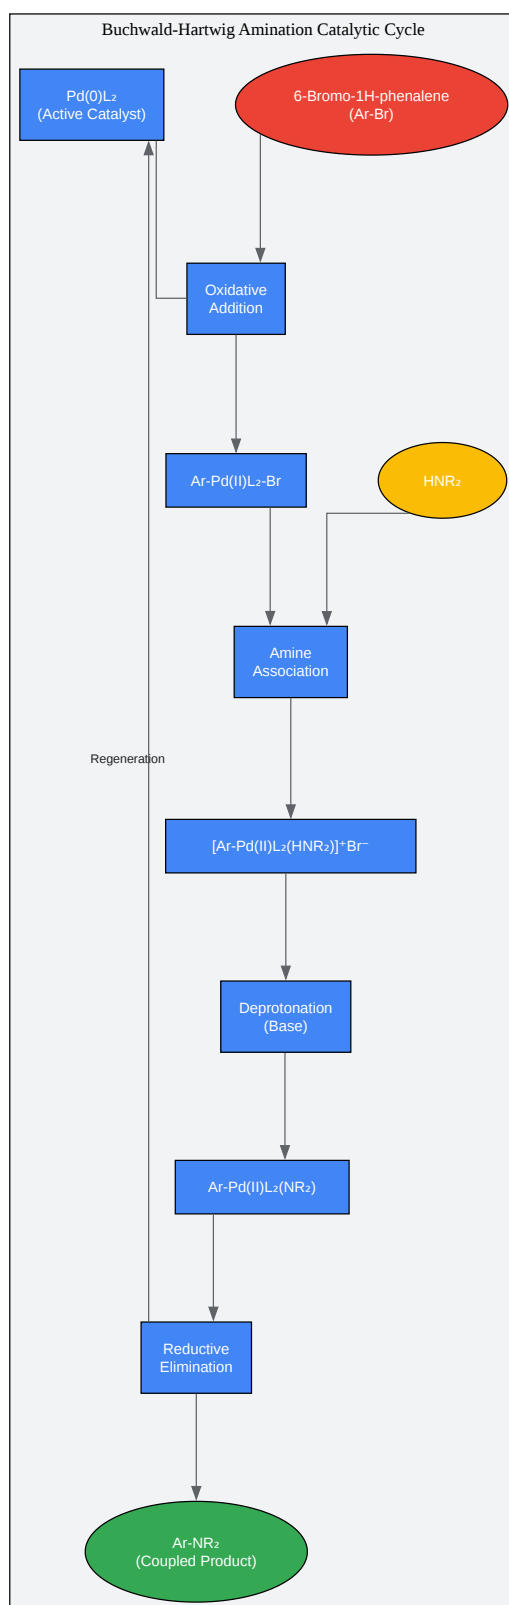 Buchwald-Hartwig Amination Catalytic Cycle
Pd(0)L₂
(Active Catalyst)
6-Bromo-1H-phenalene
(Ar-Br)
Oxidative
Addition
Ar-Pd(II)L₂-Br
HNR₂
Amine
Association
Regeneration
[Ar-Pd(II)L₂(HNR₂)]⁺Br⁻
Deprotonation
(Base)
Ar-Pd(II)L₂(NR₂)
Reductive
Elimination
Ar-NR₂
(Coupled Product)